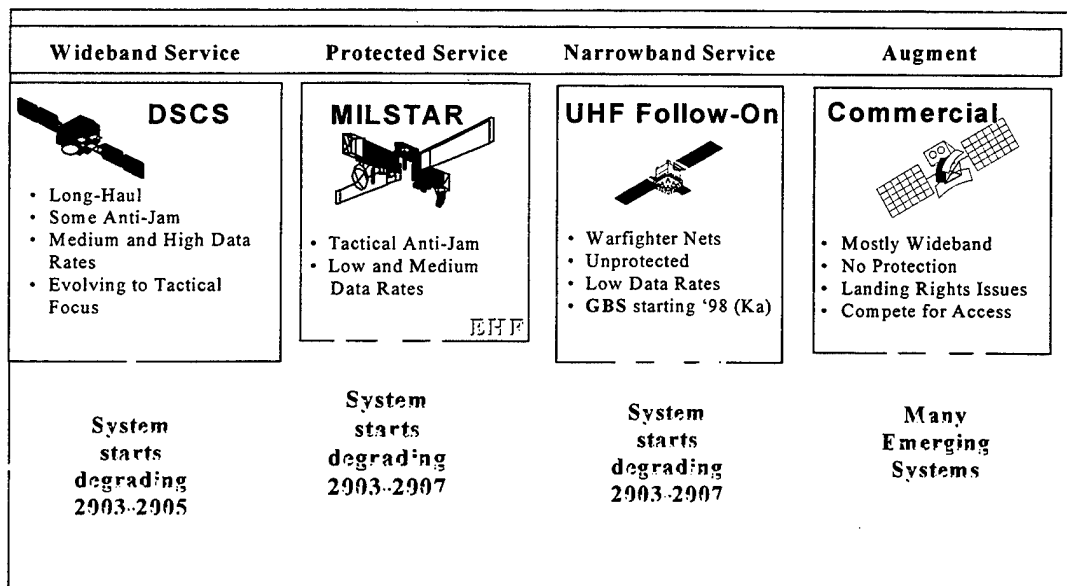 Wideband Service
Protected Service
Narrowband Service
Augment
DSCS
• Long-Haul
• Some Anti-Jam
• Medium and High Data
Rates
• Evolving to Tactical
Focus
System
starts
degrading
2003-2005
MILSTAR
• Tactical Anti-Jam
• Low and Medium
Data Rates
EHF
System
starts
degrading
2003-2007
UHF Follow-On
• Warfighter Nets
• Unprotected
• Low Data Rates
• GBS starting '98 (Ka)
System
starts
degrading
2003-2007
Commercial
• Mostly Wideband
• No Protection
• Landing Rights Issues
• Compete for Access
Many
Emerging
Systems